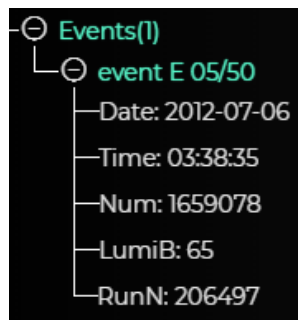 Events(1)
event E 05/50
Date: 2012-07-06
Time: 03:38:35
Num: 1659078
LumiB: 65
RunN: 206497